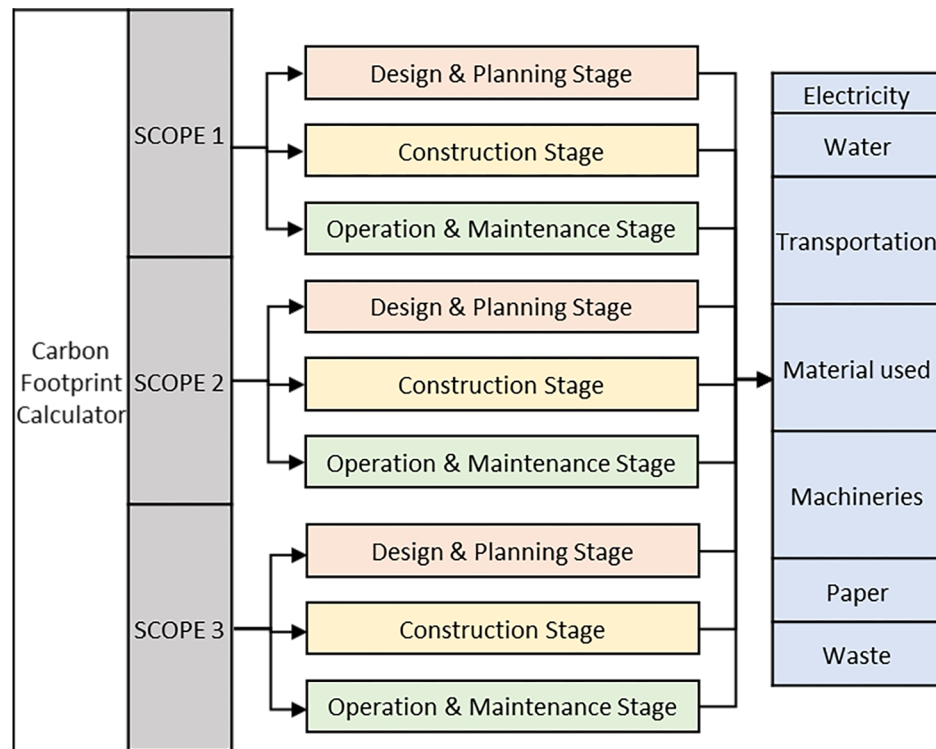 Carbon
Footprint
Calculator
SCOPE 1
Design & Planning Stage
Construction Stage
Operation & Maintenance Stage
SCOPE 2
Design & Planning Stage
Construction Stage
Operation & Maintenance Stage
SCOPE 3
Design & Planning Stage
Construction Stage
Operation & Maintenance Stage
Electricity
Water
Transportation
Material used
Machineries
Paper
Waste